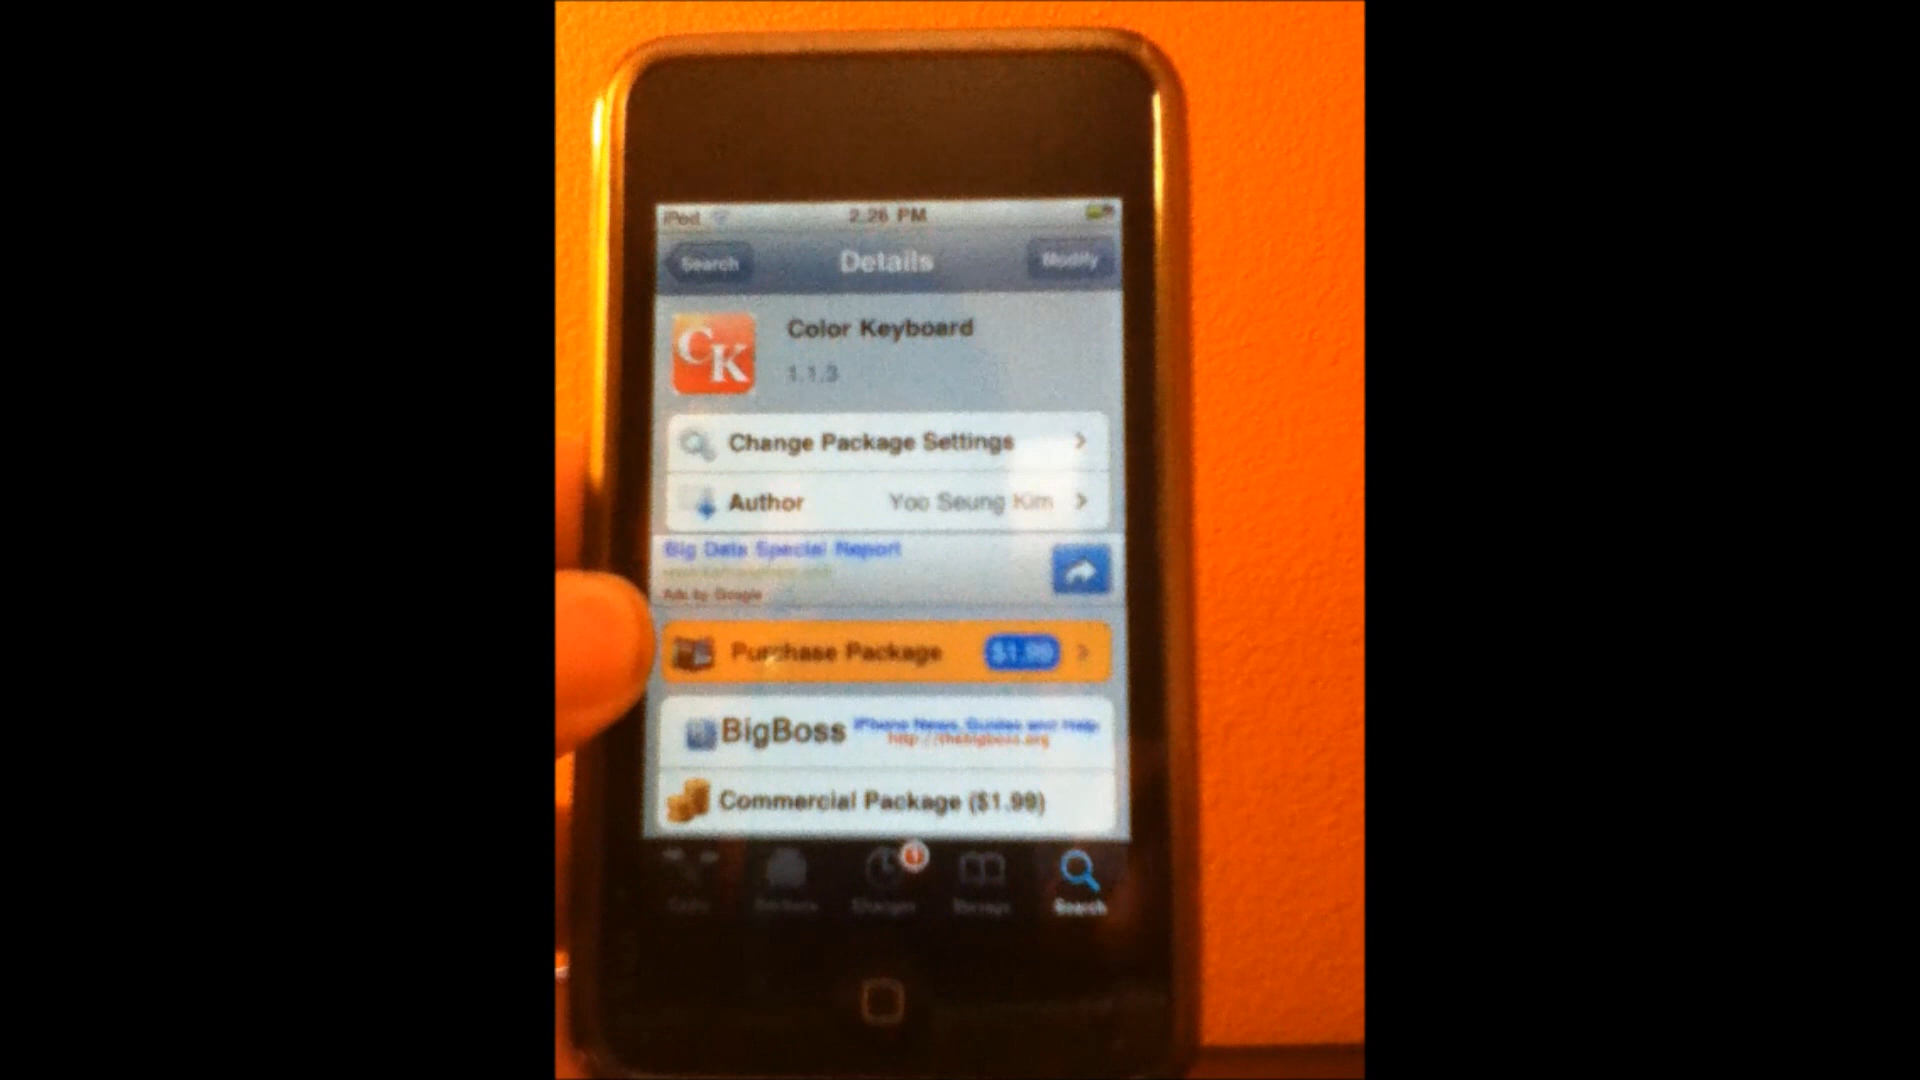 iPod 2:26 PM
Search Details Modify
CK
Color Keyboard
1.1.3
Change Package Settings
Author Yoo Seung Kim
Big Data Special Report
Ads by Google
Purchase Package $1.99
BigBoss iPhone News, Guides and Help
http://thebigboss.org
Commercial Package ($1.99)
Changes Search